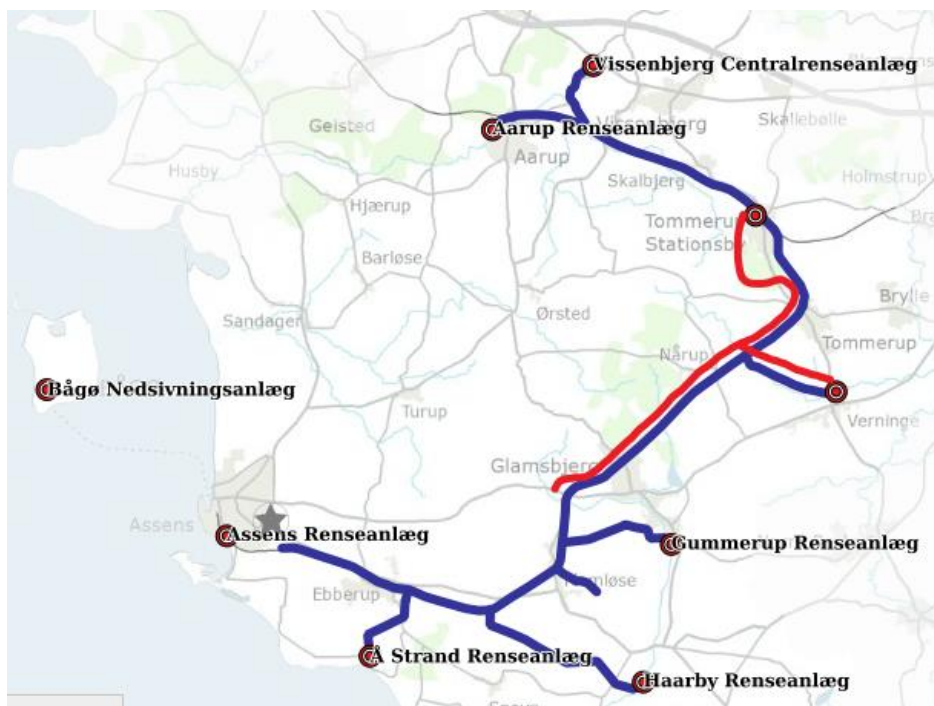 Vissenbjerg Centralrenseanlæg
Aarup Renseanlæg
Vissenbjerg
Skallebølle
Geisted
Aarup
Husby
Skalbjerg
Holmstrup
Hjærup
Tommerup
Stationsby
Barløse
Brylle
Sandager
Ørsted
Tommerup
Nårup
Bågø Nedsivningsanlæg
Turup
Verninge
Glamsbjerg
Assens
Assens Renseanlæg
Gummerup Renseanlæg
Ebberup
Å Strand Renseanlæg
Haarby Renseanlæg